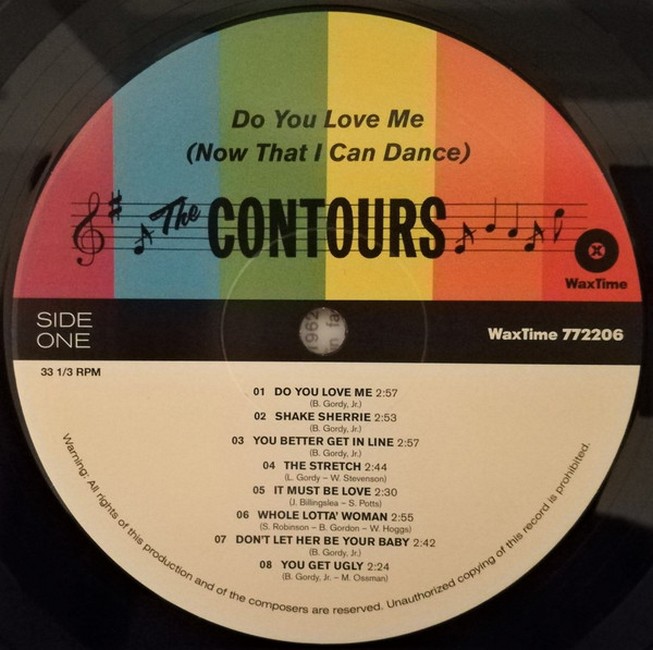 Do You Love Me
(Now That I Can Dance)
The CONTOURS
WaxTime
SIDE
ONE
WaxTime 772206
1962
33 1/3 RPM
01 DO YOU LOVE ME 2:57
(B. Gordy, Jr.)
02 SHAKE SHERRIE 2:53
(B. Gordy, Jr.)
03 YOU BETTER GET IN LINE 2:57
(B. Gordy, Jr.)
04 THE STRETCH 2:44
(L. Gordy – W. Stevenson)
05 IT MUST BE LOVE 2:30
(J. Billingslea – S. Potts)
06 WHOLE LOTTA' WOMAN 2:55
(S. Robinson – B. Gordon – W. Hoggs)
07 DON'T LET HER BE YOUR BABY 2:42
(B. Gordy, Jr.)
08 YOU GET UGLY 2:24
(B. Gordy, Jr. – M. Ossman)
Warning: All rights of this production and of the composers are reserved. Unauthorized copying of this record is prohibited.